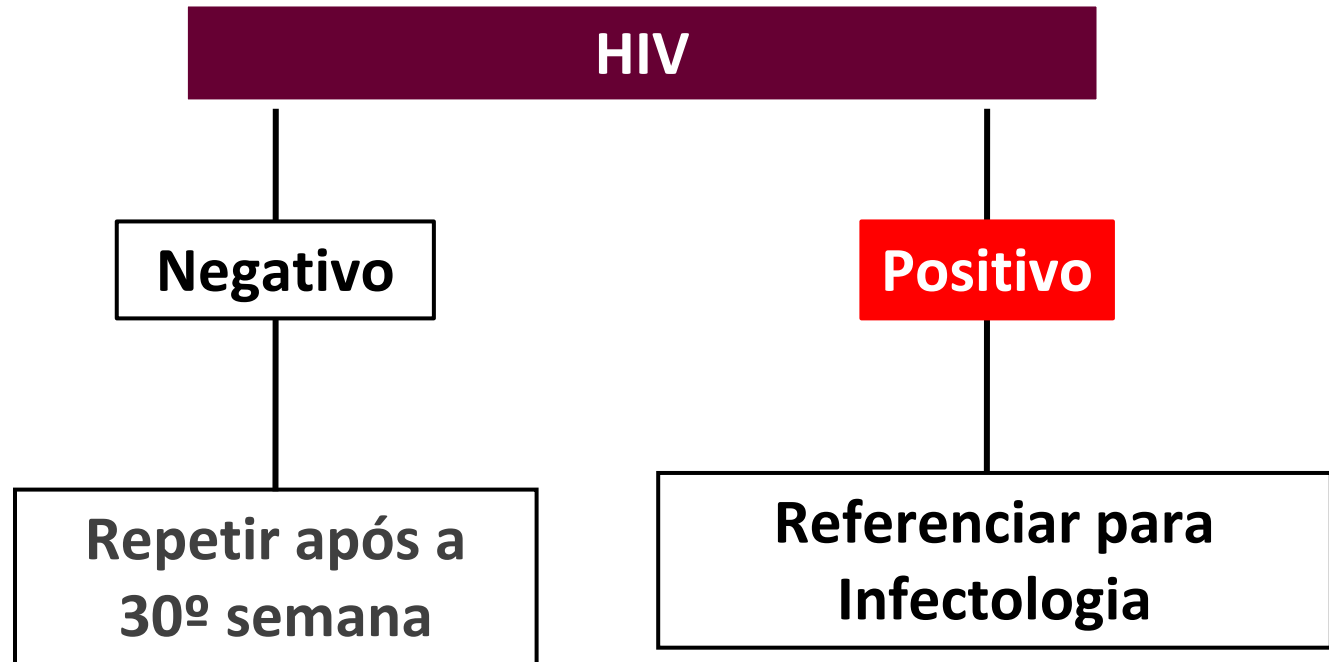 HIV
Negativo
Positivo
Repetir após a
30º semana
Referenciar para
Infectologia